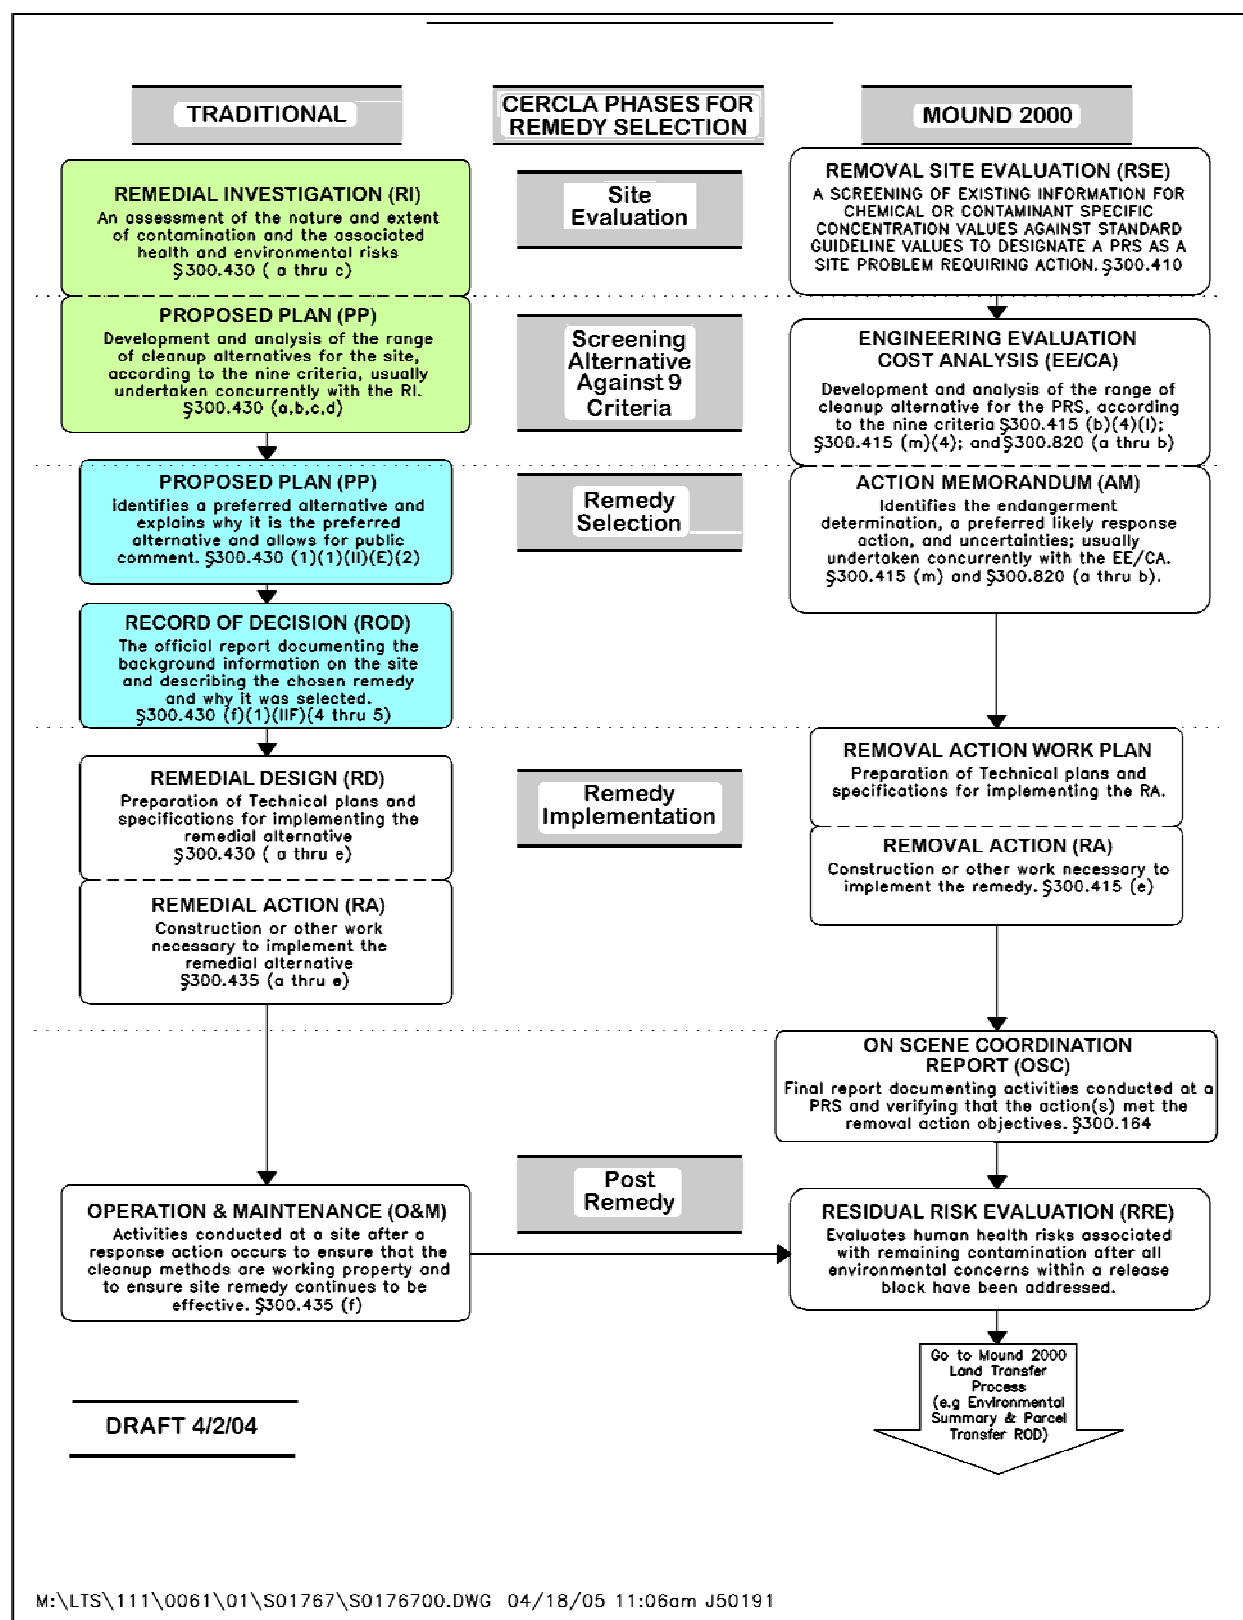 TRADITIONAL
CERCLA PHASES FOR
REMEDY SELECTION
MOUND 2000
REMEDIAL INVESTIGATION (RI)
An assessment of the nature and extent
of contamination and the associated
health and environmental risks
§300.430 ( a thru c)
Site
Evaluation
REMOVAL SITE EVALUATION (RSE)
A SCREENING OF EXISTING INFORMATION FOR
CHEMICAL OR CONTAMINANT SPECIFIC
CONCENTRATION VALUES AGAINST STANDARD
GUIDELINE VALUES TO DESIGNATE A PRS AS A
SITE PROBLEM REQUIRING ACTION. §300.410
PROPOSED PLAN (PP)
Development and analysis of the range
of cleanup alternatives for the site,
according to the nine criteria, usually
undertaken concurrently with the RI.
§300.430 (a,b,c,d)
Screening
Alternative
Against 9
Criteria
ENGINEERING EVALUATION
COST ANALYSIS (EE/CA)
Development and analysis of the range of
cleanup alternative for the PRS, according
to the nine criteria §300.415 (b)(4)(I);
§300.415 (m)(4); and §300.820 (a thru b)
PROPOSED PLAN (PP)
identifies a preferred alternative and
explains why it is the preferred
alternative and allows for public
comment. §300.430 (1)(1)(II)(E)(2)
Remedy
Selection
ACTION MEMORANDUM (AM)
Identifies the endangerment
determination, a preferred likely response
action, and uncertainties; usually
undertaken concurrently with the EE/CA.
§300.415 (m) and §300.820 (a thru b).
RECORD OF DECISION (ROD)
The official report documenting the
background information on the site
and describing the chosen remedy
and why it was selected.
§300.430 (f)(1)(IIF)(4 thru 5)
REMEDIAL DESIGN (RD)
Preparation of Technical plans and
specifications for implementing the
remedial alternative
§300.430 ( a thru e)
Remedy
Implementation
REMOVAL ACTION WORK PLAN
Preparation of Technical plans and
specifications for implementing the RA.
REMOVAL ACTION (RA)
Construction or other work necessary to
implement the remedy. §300.415 (e)
REMEDIAL ACTION (RA)
Construction or other work
necessary to implement the
remedial alternative
§300.435 (a thru e)
ON SCENE COORDINATION
REPORT (OSC)
Final report documenting activities conducted at a
PRS and verifying that the action(s) met the
removal action objectives. §300.164
Post
Remedy
OPERATION & MAINTENANCE (O&M)
Activities conducted at a site after a
response action occurs to ensure that the
cleanup methods are working property and
to ensure site remedy continues to be
effective. §300.435 (f)
RESIDUAL RISK EVALUATION (RRE)
Evaluates human health risks associated
with remaining contamination after all
environmental concerns within a release
block have been addressed.
Go to Mound 2000
Land Transfer
Process
(e.g Environmental
Summary & Parcel
Transfer ROD)
DRAFT 4/2/04
M:\LTS\111\0061\01\S01767\S0176700.DWG 04/18/05 11:06am J50191